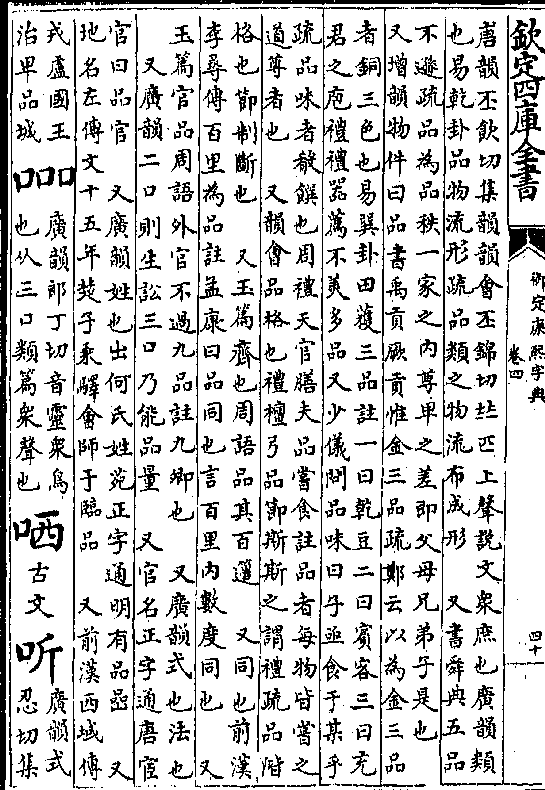 欽定四庫全書
御定康熙字典
卷四
四十
唐韻丕飲切集韻韻會丕錦切𠀤匹上聲說文衆庶也廣韻類
也易乾卦品物流形疏品類之物流布成形　又書舜典五品
不遜疏品為品秩一家之内尊卑之差即父母兄弟子是也
又增韻物件曰品書禹貢厥貢惟金三品疏鄭云以為金三品
者銅三色也易巽卦田獲三品註一曰乾豆二曰賓客三曰充
君之庖禮禮器薦不美多品又少儀問品味曰子亟食于某乎
疏品味者殽饌也周禮天官膳夫品嘗食註品者每物皆嘗之
道尊者也　又韻會品格也禮檀弓品節斯斯之謂禮疏品階
格也節制斷也　又玉篇齊也周語品其百籩　又同也前漢
李尋傳百里為品註孟康曰品同也言百里内數度同也　又
玉篇官品周語外官不過九品註九卿也　又廣韻式也法也
又廣韻二口則生訟三口乃能品量　又官名正字通唐宦
官曰品官　又廣韻姓也出何氏姓苑正字通明有品嵒　又
地名左傳文十五年楚子乘驛會師于臨品　又前漢西域傳
戎盧國王
治卑品城
廣韻郎丁切音靈衆鳥
也从三口類篇衆聲也
哂
古文
听
廣韻式
忍切集